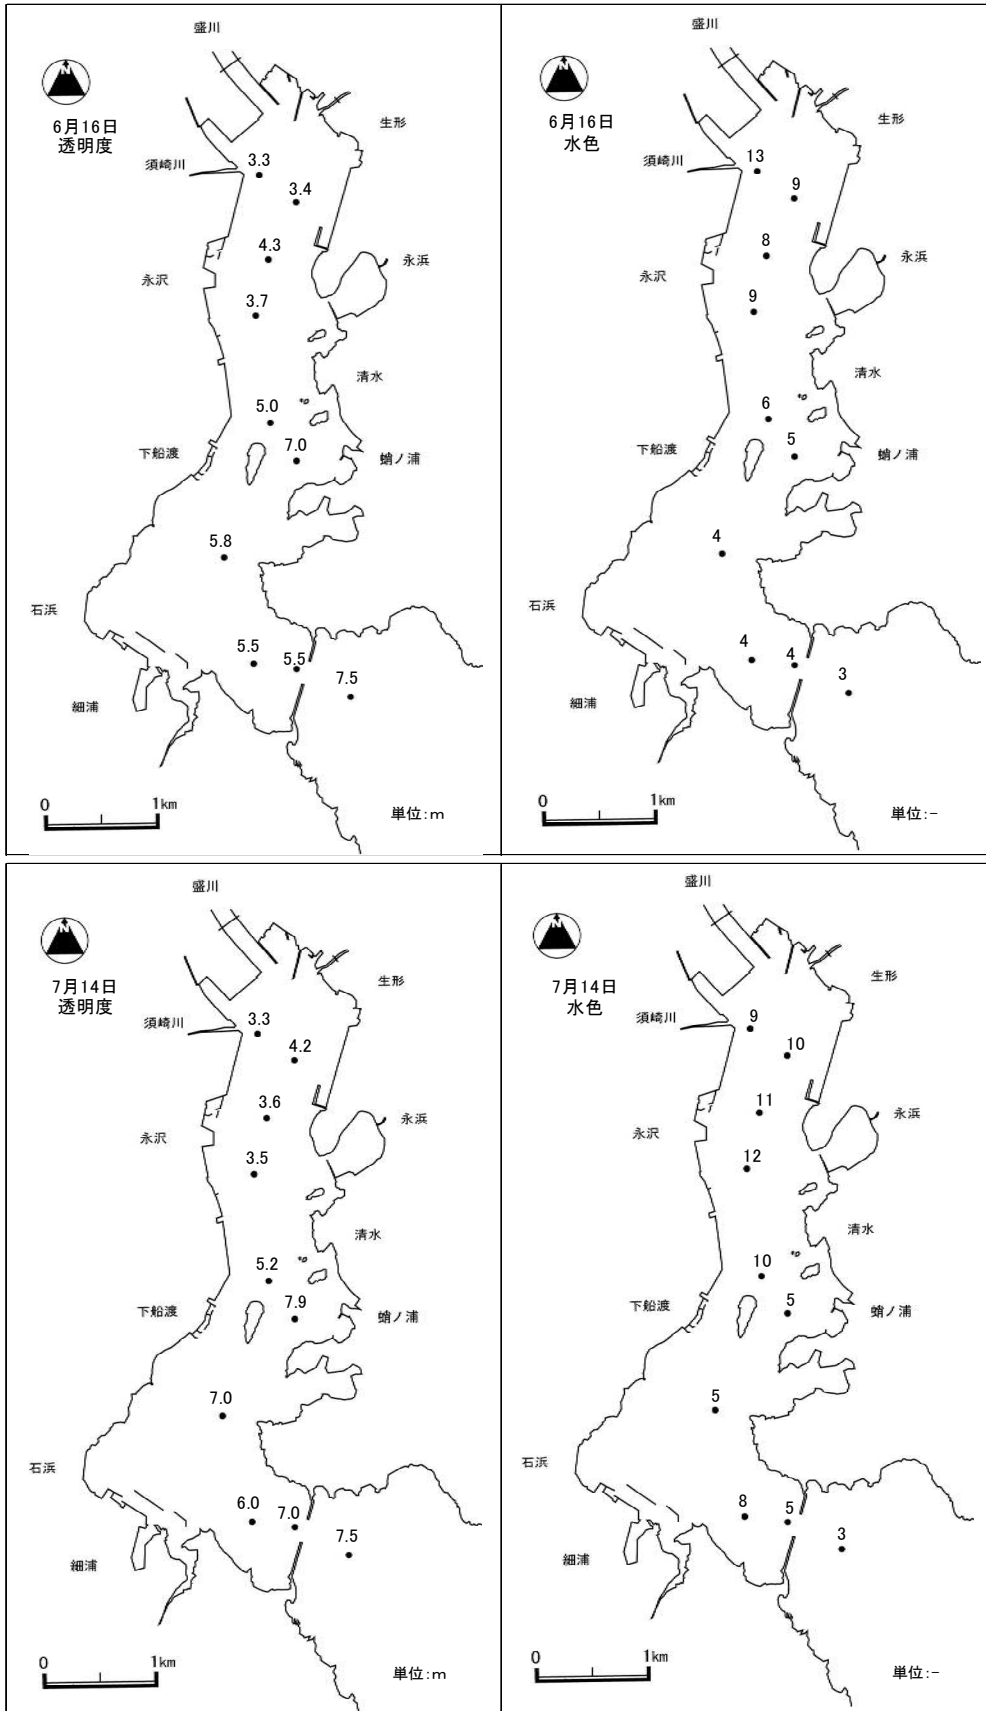 盛川
N
6月16日
透明度
生形
須崎川
3.3
3.4
4.3
永浜
永沢
3.7
清水
5.0
下船渡
7.0
蛸ノ浦
5.8
石浜
5.5
5.5
7.5
細浦
0 1km
単位:m
盛川
N
6月16日
水色
生形
須崎川
13
9
8
永浜
永沢
9
清水
6
下船渡
5
蛸ノ浦
4
石浜
4
4
3
細浦
0 1km
単位:-
盛川
N
7月14日
透明度
生形
須崎川
3.3
4.2
3.6
永浜
永沢
3.5
清水
5.2
下船渡
7.9
蛸ノ浦
7.0
石浜
6.0
7.0
7.5
細浦
0 1km
単位:m
盛川
N
7月14日
水色
生形
須崎川
9
10
11
永浜
永沢
12
清水
10
下船渡
5
蛸ノ浦
5
石浜
8
5
3
細浦
0 1km
単位:-